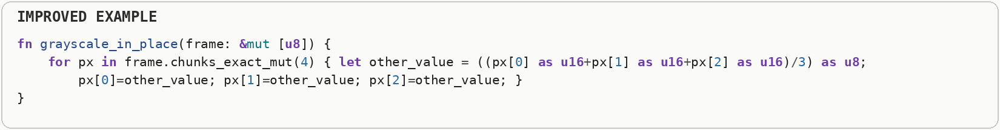 IMPROVED EXAMPLE
fn grayscale_in_place(frame: &mut [u8]) {
    for px in frame.chunks_exact_mut(4) { let other_value = ((px[0] as u16+px[1] as u16+px[2] as u16)/3) as u8;
        px[0]=other_value; px[1]=other_value; px[2]=other_value; }
}